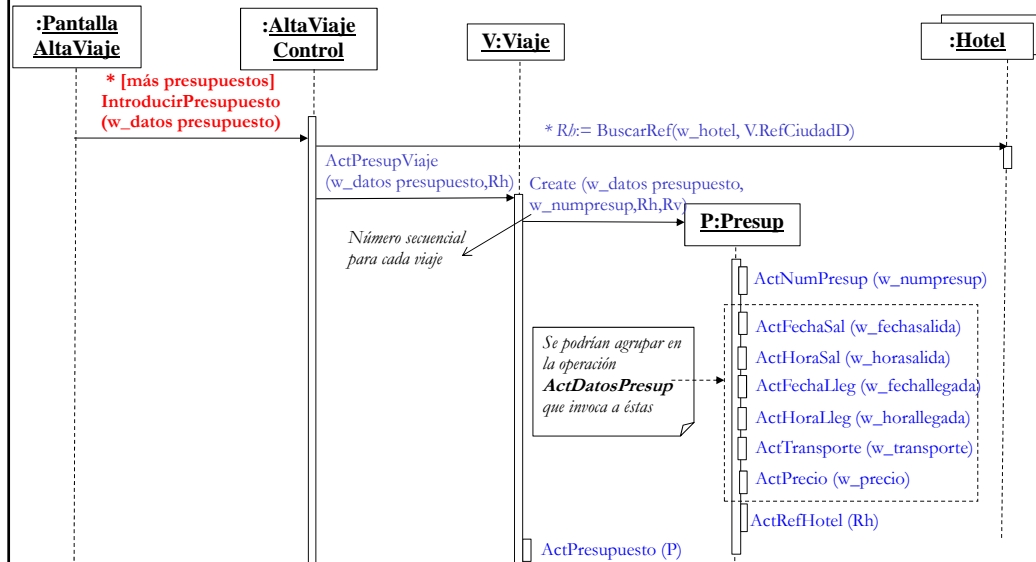 :Pantalla
AltaViaje
:AltaViaje
Control
V:Viaje
:Hotel
* [más presupuestos]
IntroducirPresupuesto
(w_datos presupuesto)
* Rh:= BuscarRef(w_hotel, V.RefCiudadD)
ActPresupViaje
(w_datos presupuesto,Rh)
Create (w_datos presupuesto,
w_numpresup,Rh,Rv)
P:Presup
Número secuencial
para cada viaje
ActNumPresup (w_numpresup)
ActFechaSal (w_fechasalida)
ActHoraSal (w_horasalida)
ActFechaLleg (w_fechallegada)
ActHoraLleg (w_horallegada)
ActTransporte (w_transporte)
ActPrecio (w_precio)
Se podrían agrupar en
la operación
ActDatosPresup
que invoca a éstas
ActRefHotel (Rh)
ActPresupuesto (P)